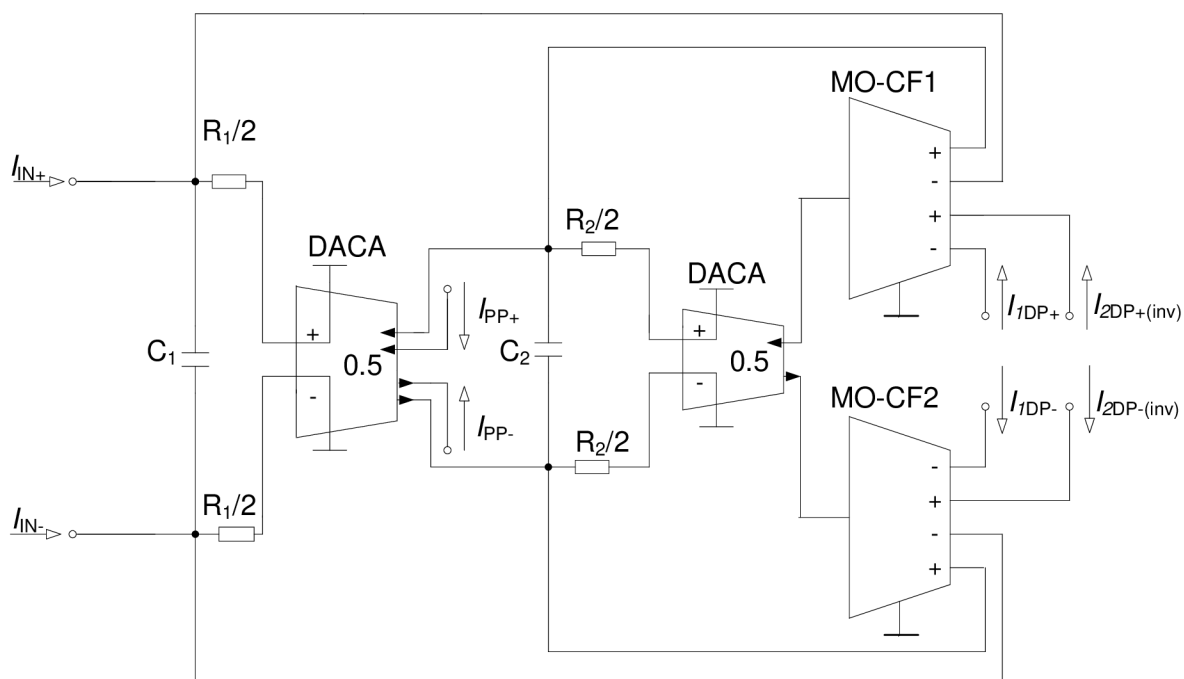 MO-CF1
R1/2
+
IIN+
-
R2/2
+
DACA
-
DACA
IPP+
I1DP+
I2DP+(inv)
+
+
C1
0.5
C2
0.5
-
-
MO-CF2
IPP-
I1DP-
I2DP-(inv)
R2/2
-
+
R1/2
IIN-
-
+